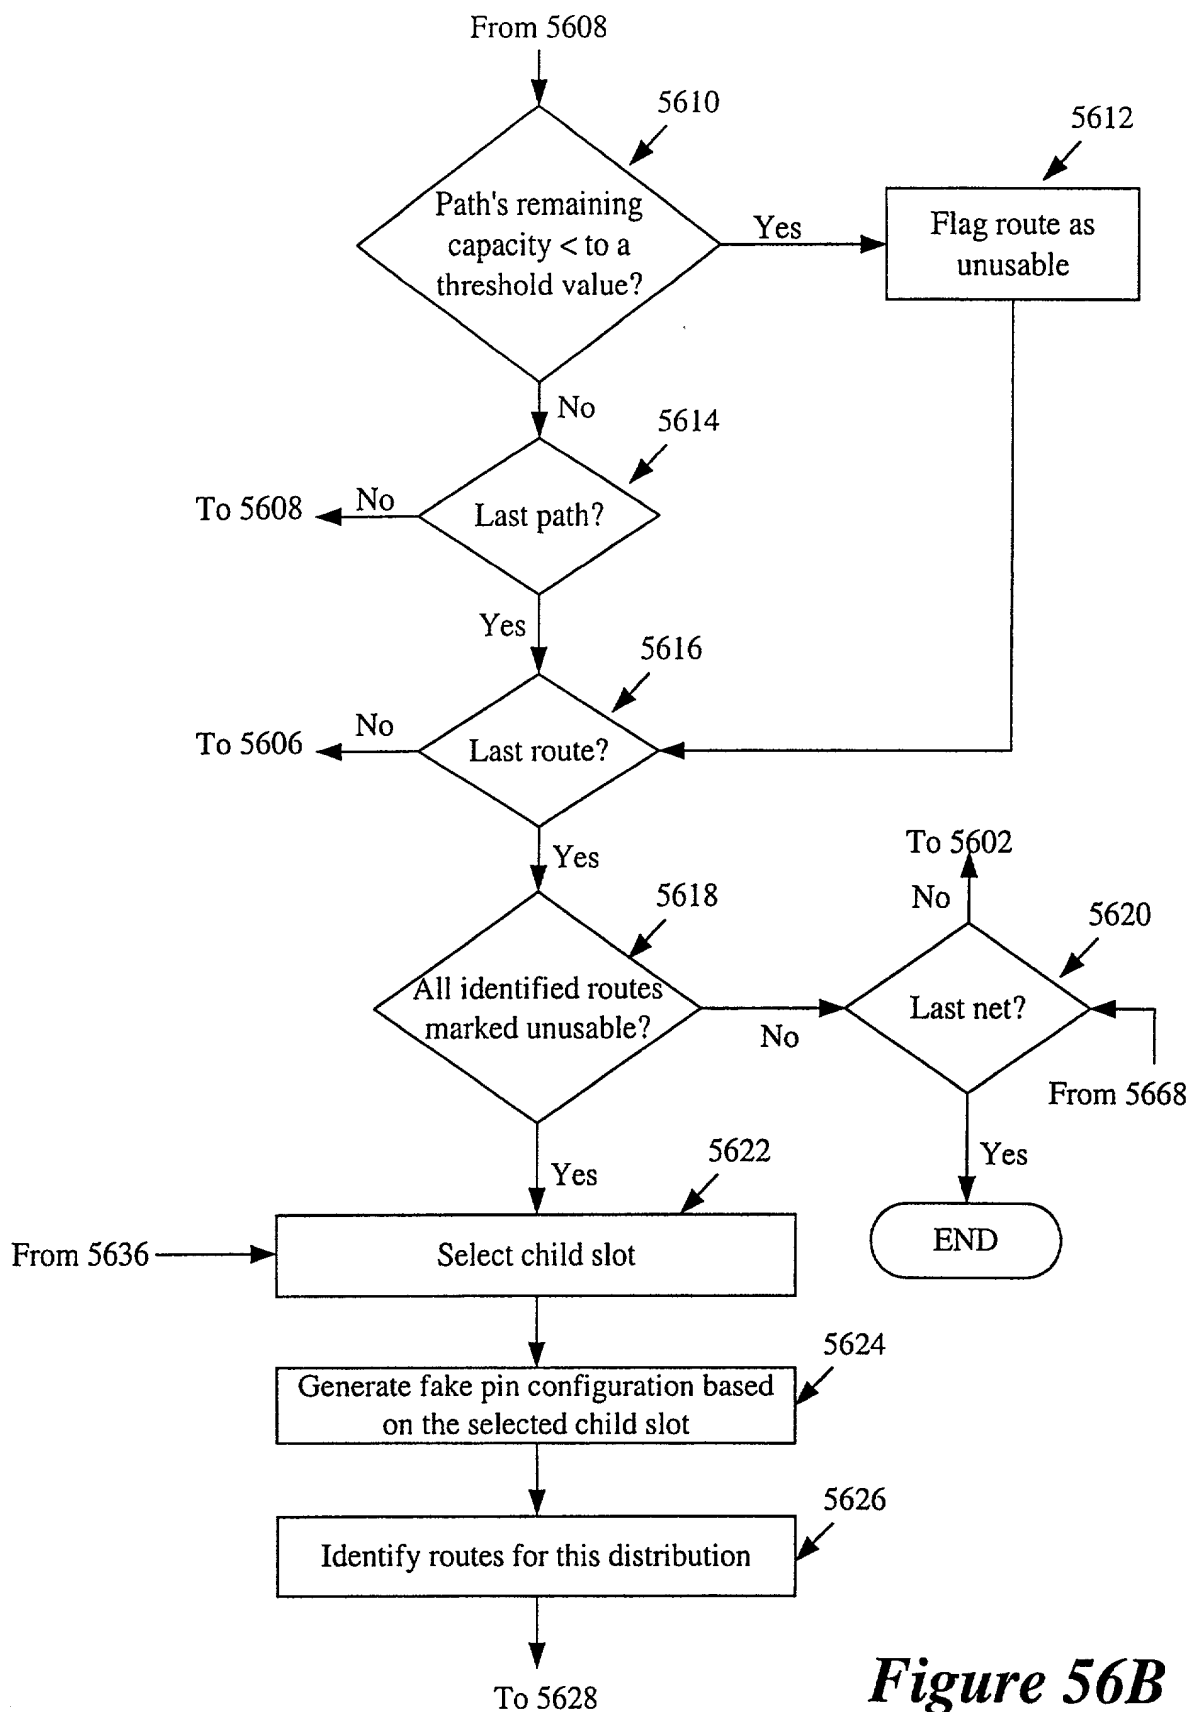 From 5608
5610
5612
Path's remaining
capacity < to a
threshold value?
Yes
Flag route as
unusable
No
5614
To 5608
No
Last path?
Yes
5616
To 5606
No
Last route?
Yes
To 5602
No
5618
5620
All identified routes
marked unusable?
No
Last net?
From 5668
Yes
5622
Yes
From 5636
Select child slot
END
5624
Generate fake pin configuration based
on the selected child slot
5626
Identify routes for this distribution
To 5628
Figure 56B